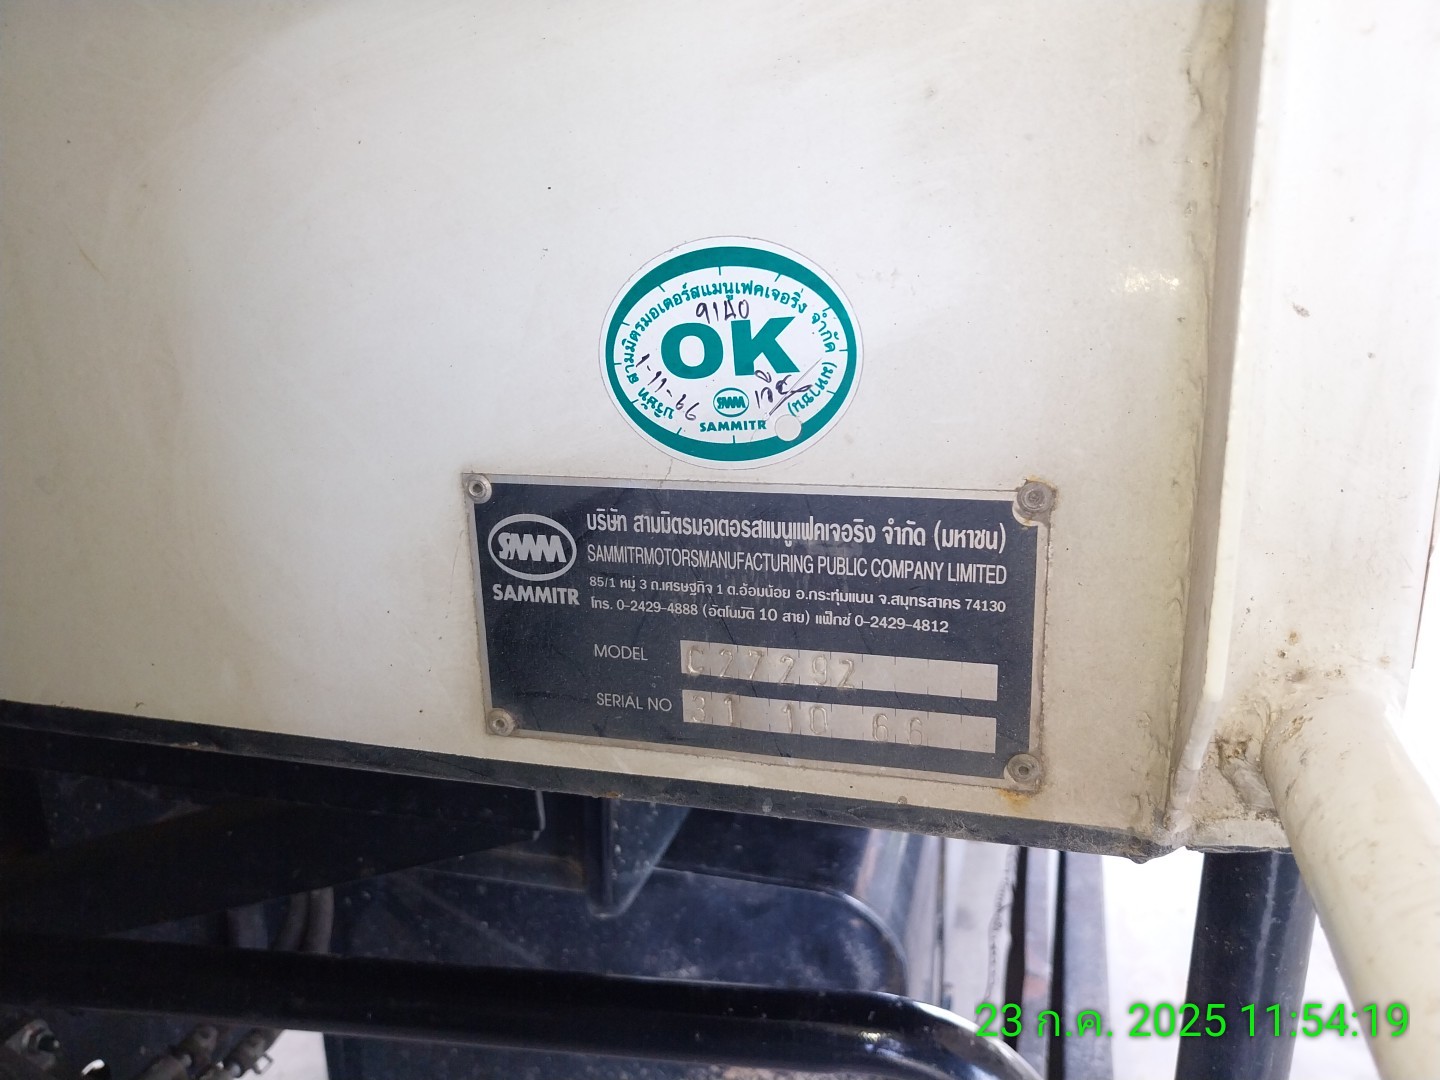 บริษัท สามมิตรมอเตอร์สแมนูแฟคเจอริ่ง จำกัด (มหาชน)
9140
OK
1-11-66
SMM
SAMMITR
SMM
SAMMITR
บริษัท สามมิตรมอเตอรสแมนูแฟคเจอริง จำกัด (มหาชน)
SAMMITRMOTORSMANUFACTURING PUBLIC COMPANY LIMITED
85/1 หมู่ 3 ถ.เศรษฐกิจ 1 ต.อ้อมน้อย อ.กระทุ่มแบน จ.สมุทรสาคร 74130
โทร. 0-2429-4888 (อัตโนมัติ 10 สาย) แฟ็กซ์ 0-2429-4812
MODEL C27292
SERIAL NO 31 10 66
23 ก.ค. 2025 11:54:19